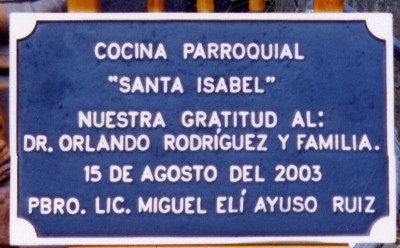 COCINA PARROQUIAL
"SANTA ISABEL"
NUESTRA GRATITUD AL:
DR. ORLANDO RODRÍGUEZ Y FAMILIA.
15 DE AGOSTO DEL 2003
PBRO. LIC. MIGUEL ELÍ AYUSO RUIZ